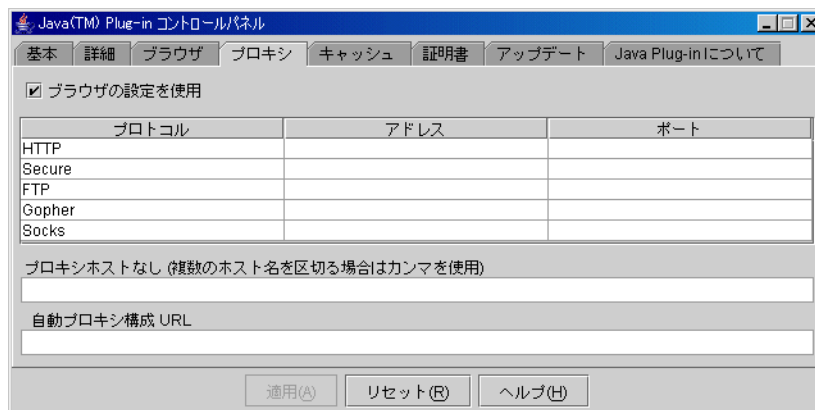 Java(TM) Plug-in コントロールパネル
基本 詳細 ブラウザ プロキシ キャッシュ 証明書 アップデート Java Plug-inについて
ブラウザの設定を使用
プロトコル アドレス ポート
HTTP
Secure
FTP
Gopher
Socks
プロキシホストなし (複数のホスト名を区切る場合はカンマを使用)
自動プロキシ構成 URL
適用(A) リセット(R) ヘルプ(H)